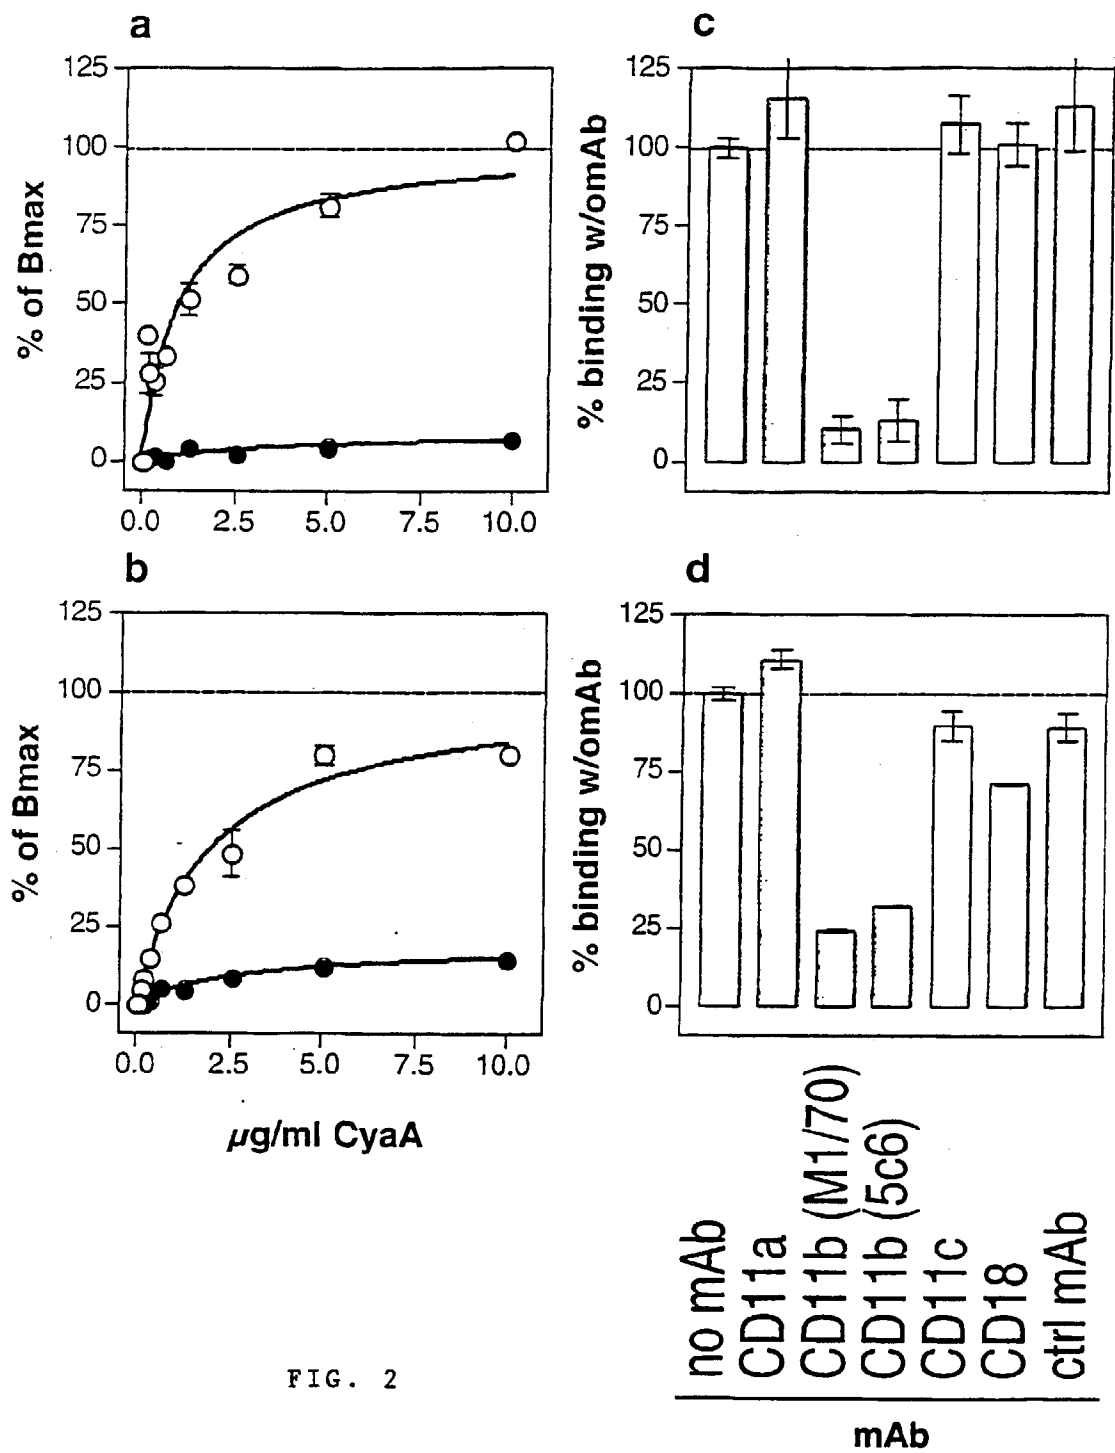 a
125
100
75
50
25
0
% of Bmax
0.0 2.5 5.0 7.5 10.0
c
125
100
75
50
25
0
% binding w/omAb
b
125
100
75
50
25
0
% of Bmax
0.0 2.5 5.0 7.5 10.0
µg/ml CyaA
d
125
100
75
50
25
0
% binding w/omAb
no mAb
CD11a
CD11b (M1/70)
CD11b (5c6)
CD11c
CD18
ctrl mAb
mAb
FIG. 2